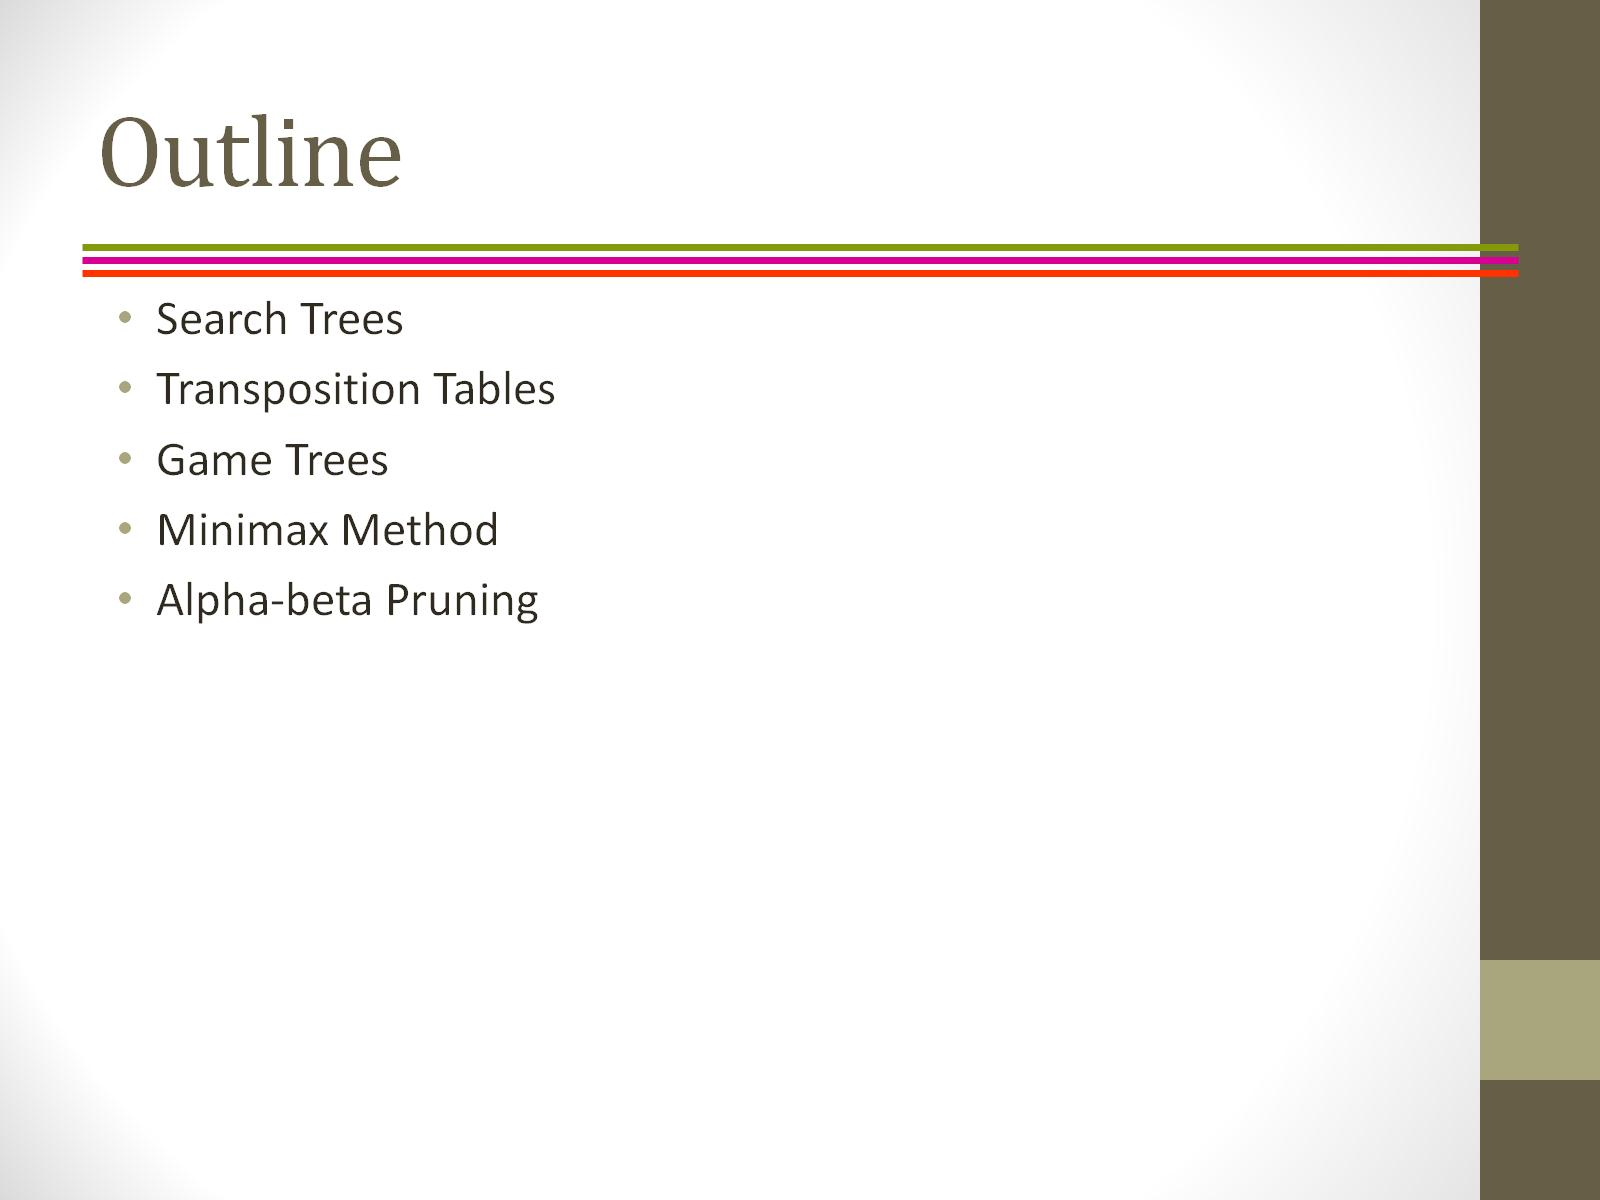 Outline
• Search Trees
• Transposition Tables
• Game Trees
• Minimax Method
• Alpha-beta Pruning